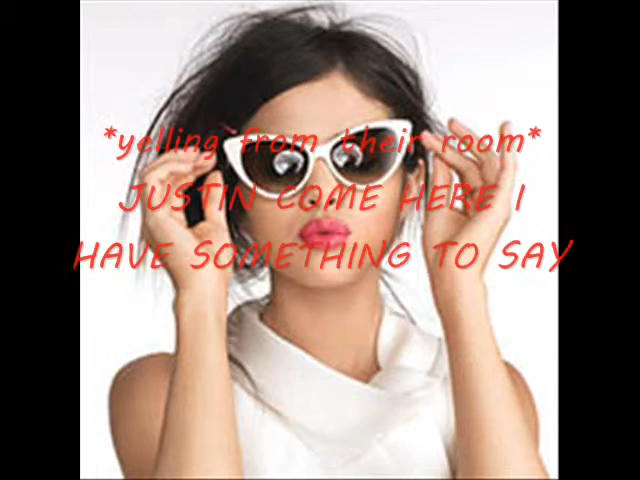 *yelling from their room*
JUSTIN COME HERE I
HAVE SOMETHING TO SAY